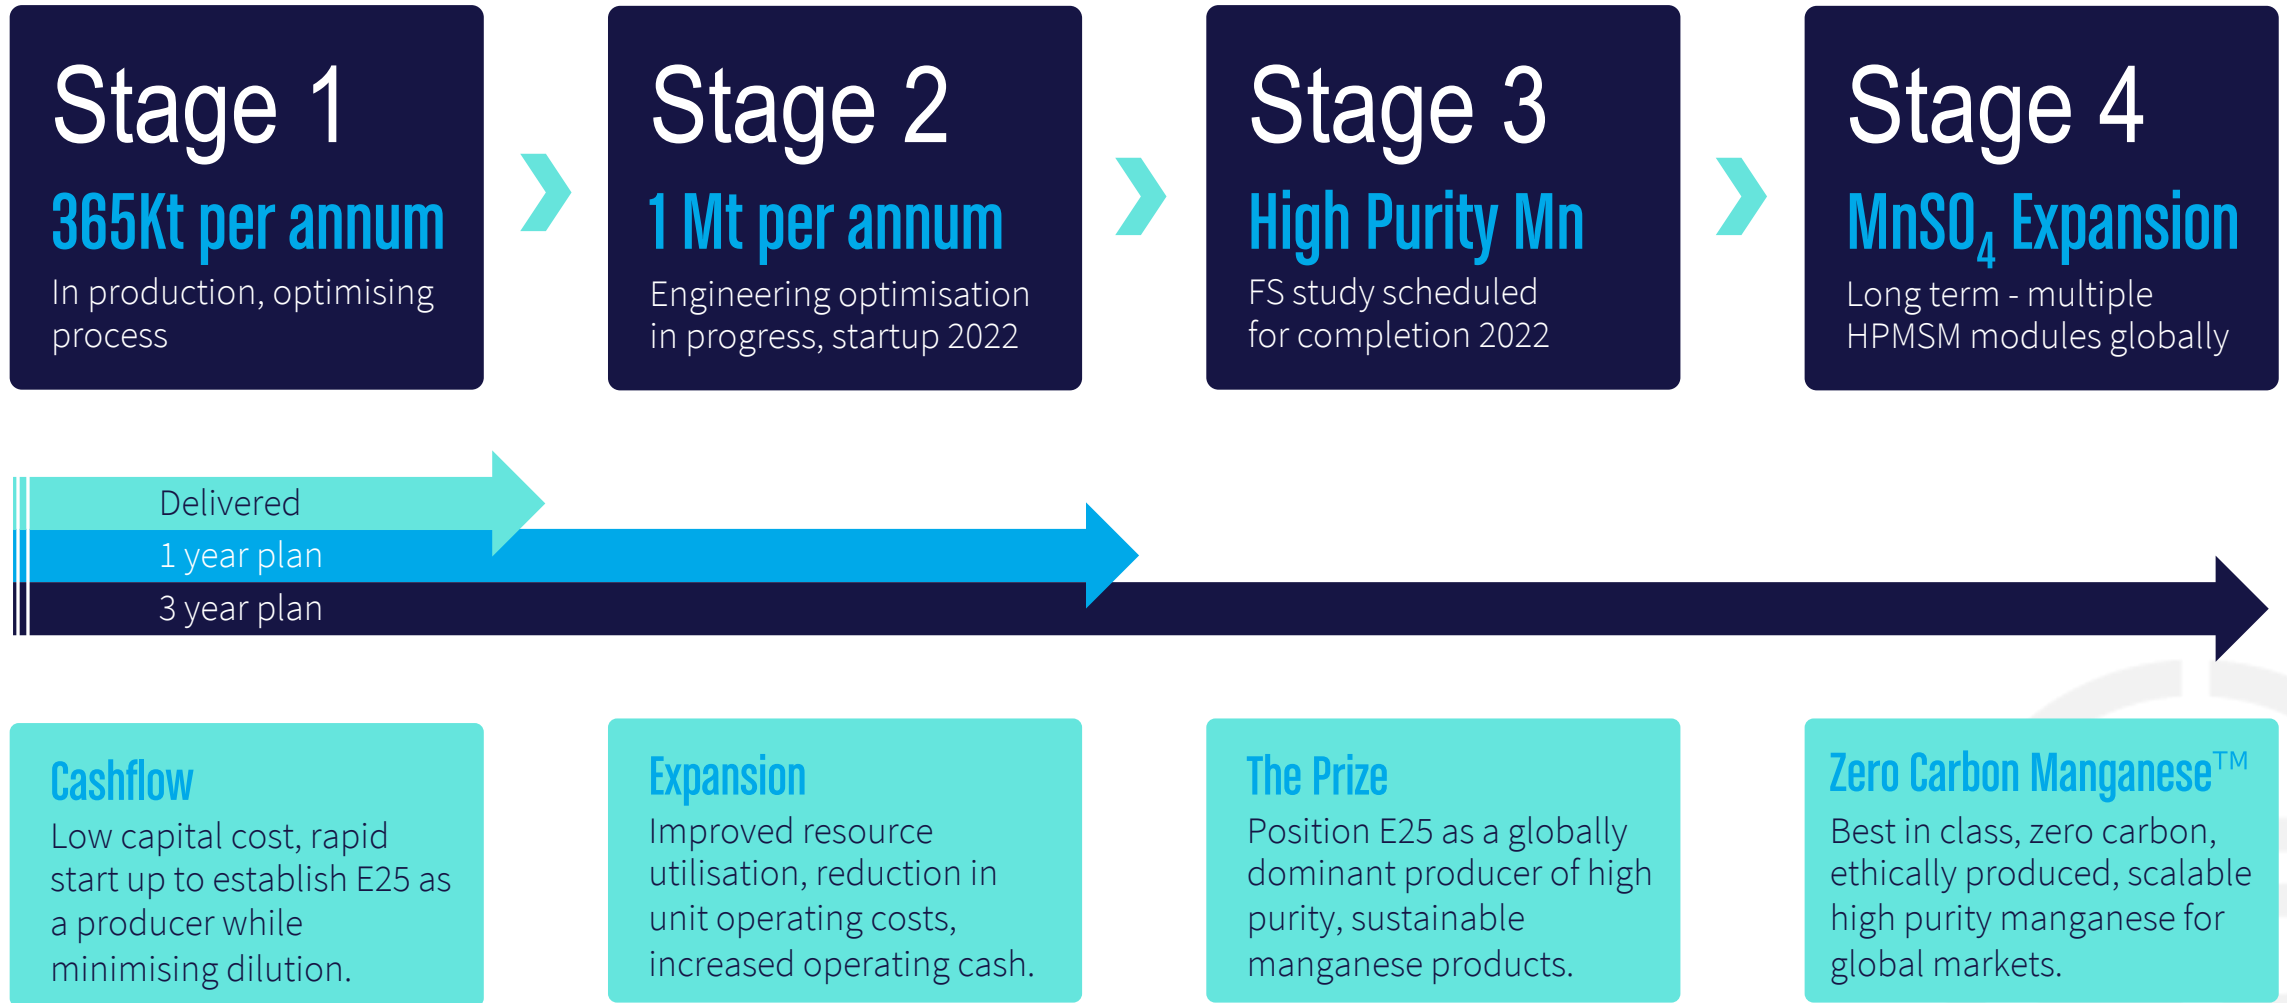 Stage 1
365Kt per annum
In production, optimising
process
Stage 2
1 Mt per annum
Engineering optimisation
in progress, startup 2022
Stage 3
High Purity Mn
FS study scheduled
for completion 2022
Stage 4
MnSO₄ Expansion
Long term - multiple
HPMSM modules globally
Delivered
1 year plan
3 year plan
Cashflow
Low capital cost, rapid
start up to establish E25 as
a producer while
minimising dilution.
Expansion
Improved resource
utilisation, reduction in
unit operating costs,
increased operating cash.
The Prize
Position E25 as a globally
dominant producer of high
purity, sustainable
manganese products.
Zero Carbon Manganese™
Best in class, zero carbon,
ethically produced, scalable
high purity manganese for
global markets.